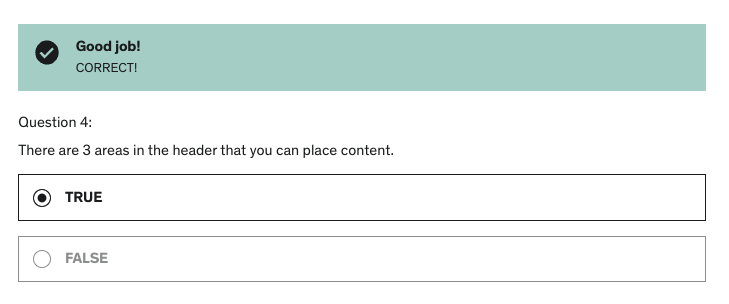 Good job!
CORRECT!
Question 4:
There are 3 areas in the header that you can place content.
TRUE
FALSE